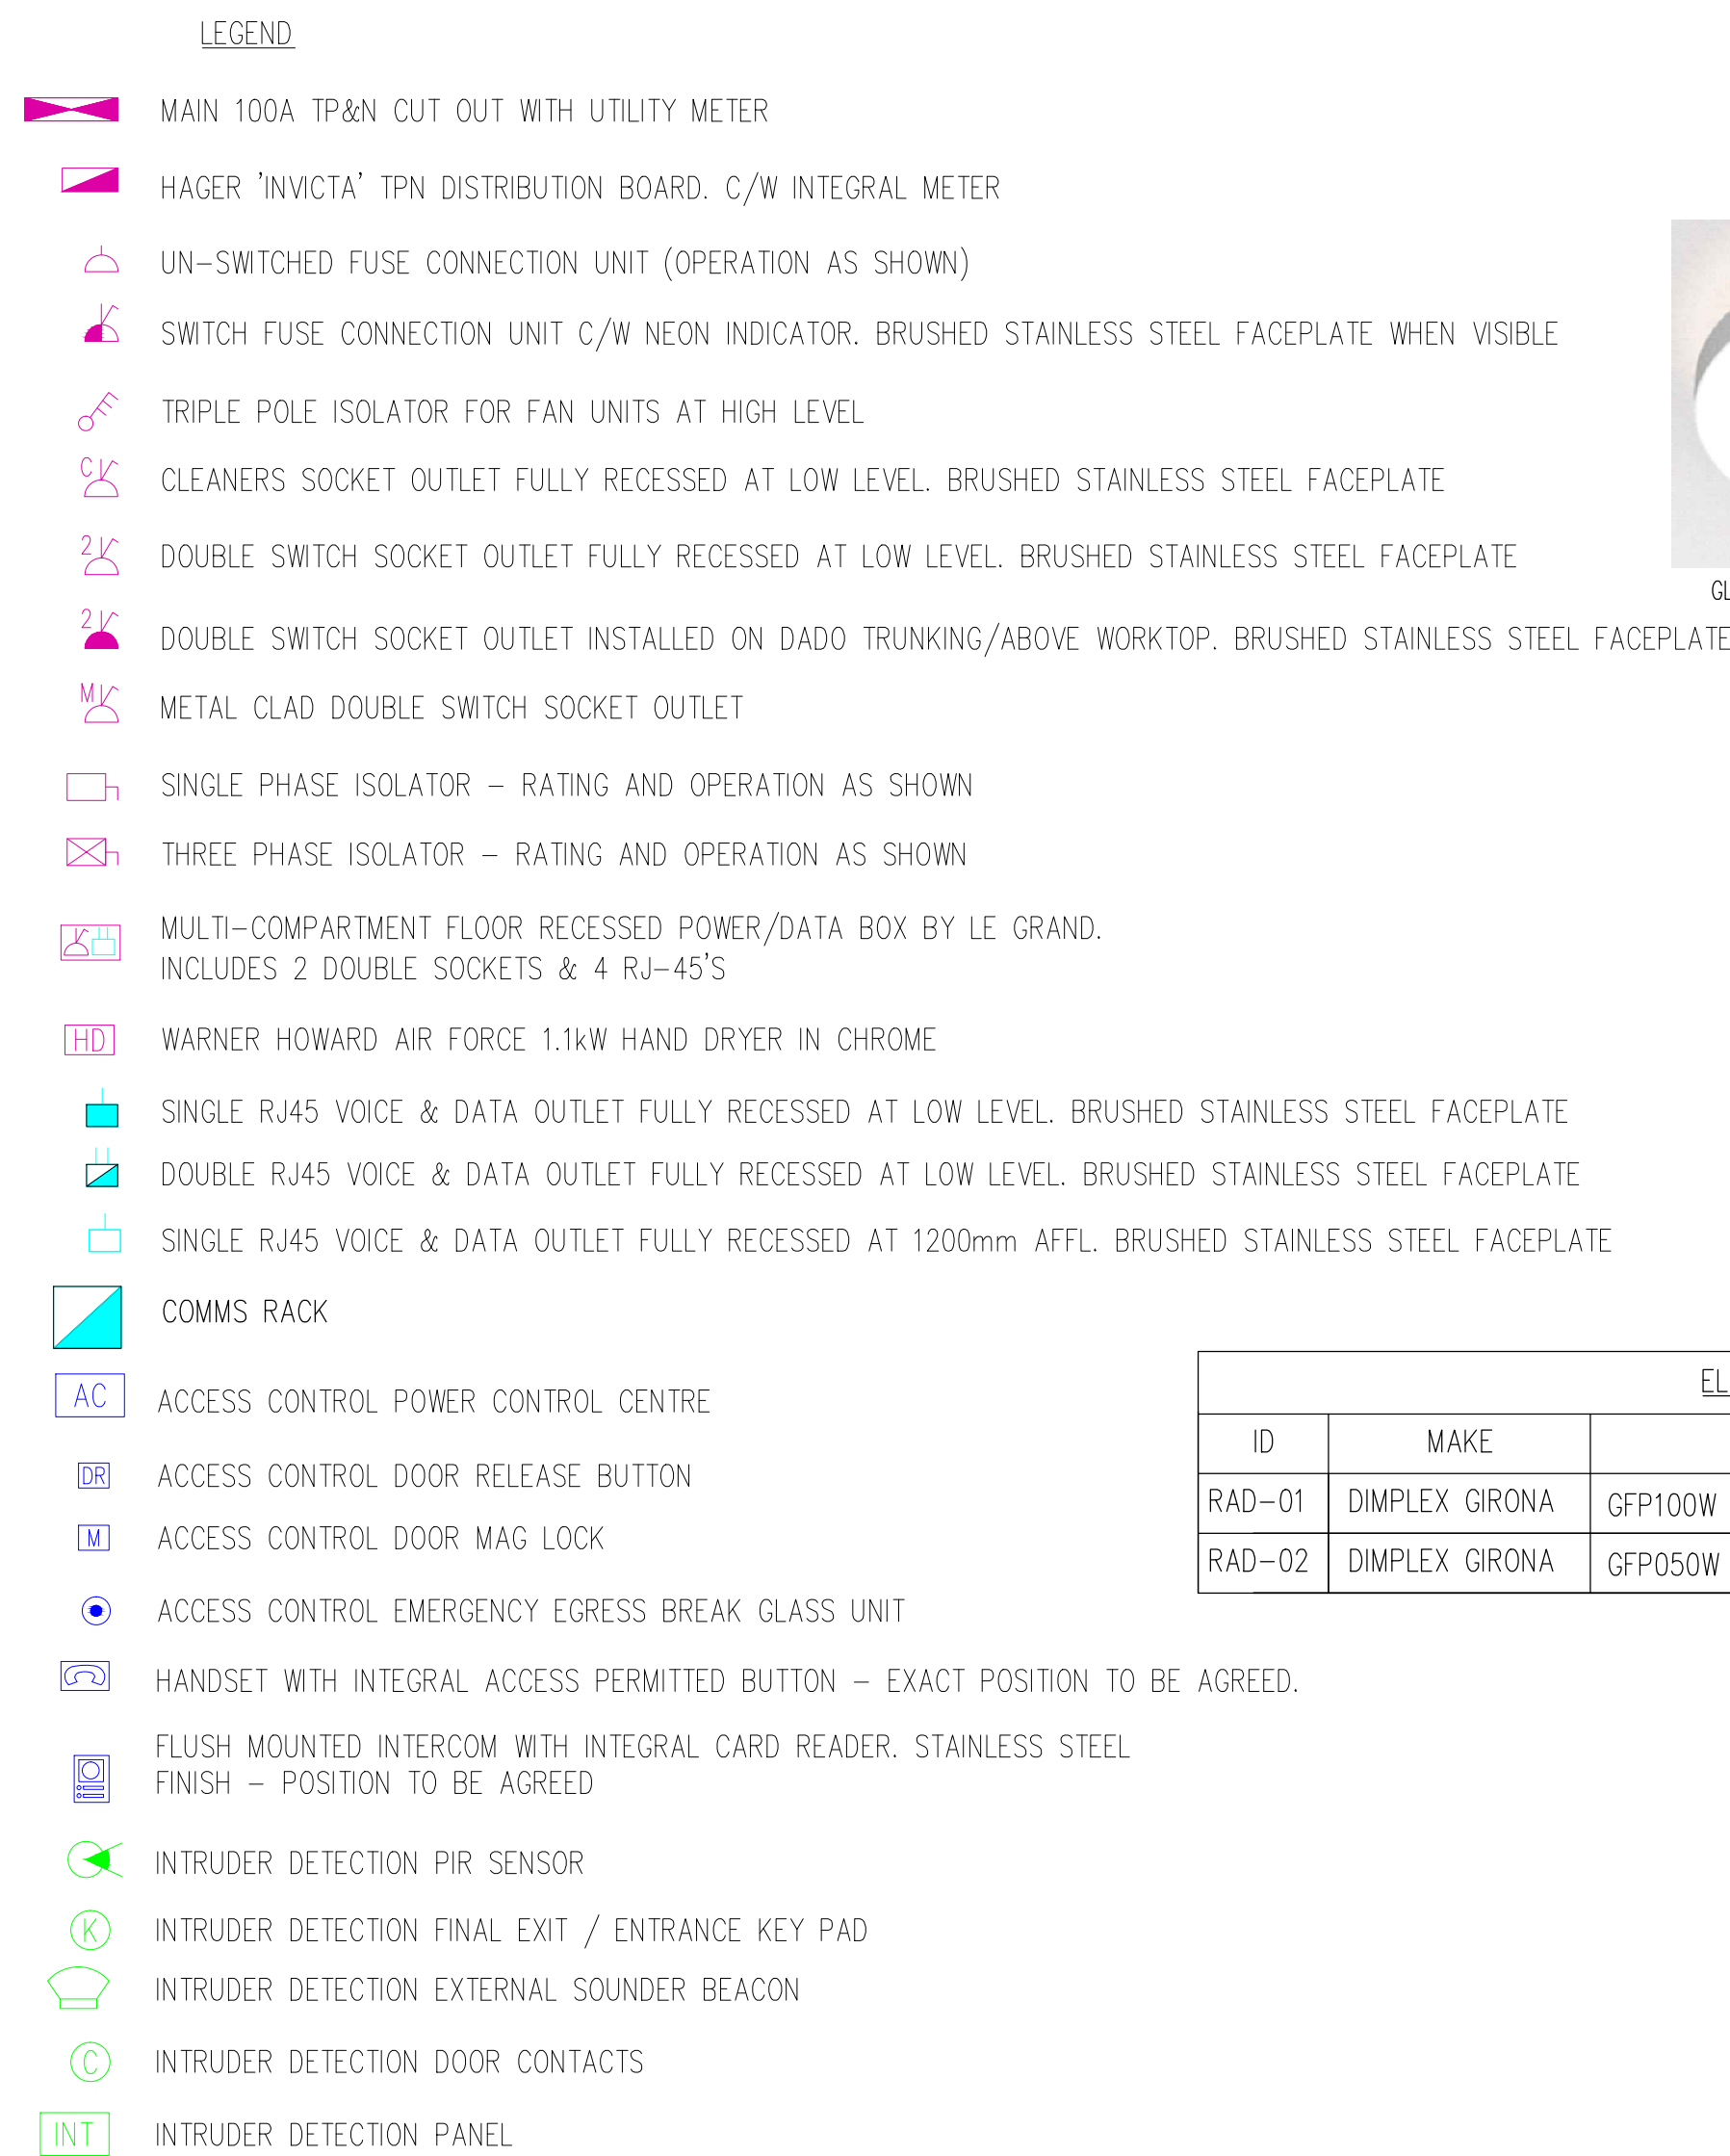 LEGEND
MAIN 100A TP&N CUT OUT WITH UTILITY METER
HAGER 'INVICTA' TPN DISTRIBUTION BOARD. C/W INTEGRAL METER
UN-SWITCHED FUSE CONNECTION UNIT (OPERATION AS SHOWN)
SWITCH FUSE CONNECTION UNIT C/W NEON INDICATOR. BRUSHED STAINLESS STEEL FACEPLATE WHEN VISIBLE
TRIPLE POLE ISOLATOR FOR FAN UNITS AT HIGH LEVEL
C CLEANERS SOCKET OUTLET FULLY RECESSED AT LOW LEVEL. BRUSHED STAINLESS STEEL FACEPLATE
2 DOUBLE SWITCH SOCKET OUTLET FULLY RECESSED AT LOW LEVEL. BRUSHED STAINLESS STEEL FACEPLATE
GL
2 DOUBLE SWITCH SOCKET OUTLET INSTALLED ON DADO TRUNKING/ABOVE WORKTOP. BRUSHED STAINLESS STEEL FACEPLATE
M METAL CLAD DOUBLE SWITCH SOCKET OUTLET
SINGLE PHASE ISOLATOR - RATING AND OPERATION AS SHOWN
THREE PHASE ISOLATOR - RATING AND OPERATION AS SHOWN
MULTI-COMPARTMENT FLOOR RECESSED POWER/DATA BOX BY LE GRAND.
INCLUDES 2 DOUBLE SOCKETS & 4 RJ-45'S
HD WARNER HOWARD AIR FORCE 1.1kW HAND DRYER IN CHROME
SINGLE RJ45 VOICE & DATA OUTLET FULLY RECESSED AT LOW LEVEL. BRUSHED STAINLESS STEEL FACEPLATE
DOUBLE RJ45 VOICE & DATA OUTLET FULLY RECESSED AT LOW LEVEL. BRUSHED STAINLESS STEEL FACEPLATE
SINGLE RJ45 VOICE & DATA OUTLET FULLY RECESSED AT 1200mm AFFL. BRUSHED STAINLESS STEEL FACEPLATE
COMMS RACK
AC ACCESS CONTROL POWER CONTROL CENTRE
DR ACCESS CONTROL DOOR RELEASE BUTTON
M ACCESS CONTROL DOOR MAG LOCK
ACCESS CONTROL EMERGENCY EGRESS BREAK GLASS UNIT
HANDSET WITH INTEGRAL ACCESS PERMITTED BUTTON - EXACT POSITION TO BE AGREED.
FLUSH MOUNTED INTERCOM WITH INTEGRAL CARD READER. STAINLESS STEEL
FINISH - POSITION TO BE AGREED
INTRUDER DETECTION PIR SENSOR
K INTRUDER DETECTION FINAL EXIT / ENTRANCE KEY PAD
INTRUDER DETECTION EXTERNAL SOUNDER BEACON
C INTRUDER DETECTION DOOR CONTACTS
INT INTRUDER DETECTION PANEL
EL
ID MAKE
RAD-01 DIMPLEX GIRONA GFP100W
RAD-02 DIMPLEX GIRONA GFP050W